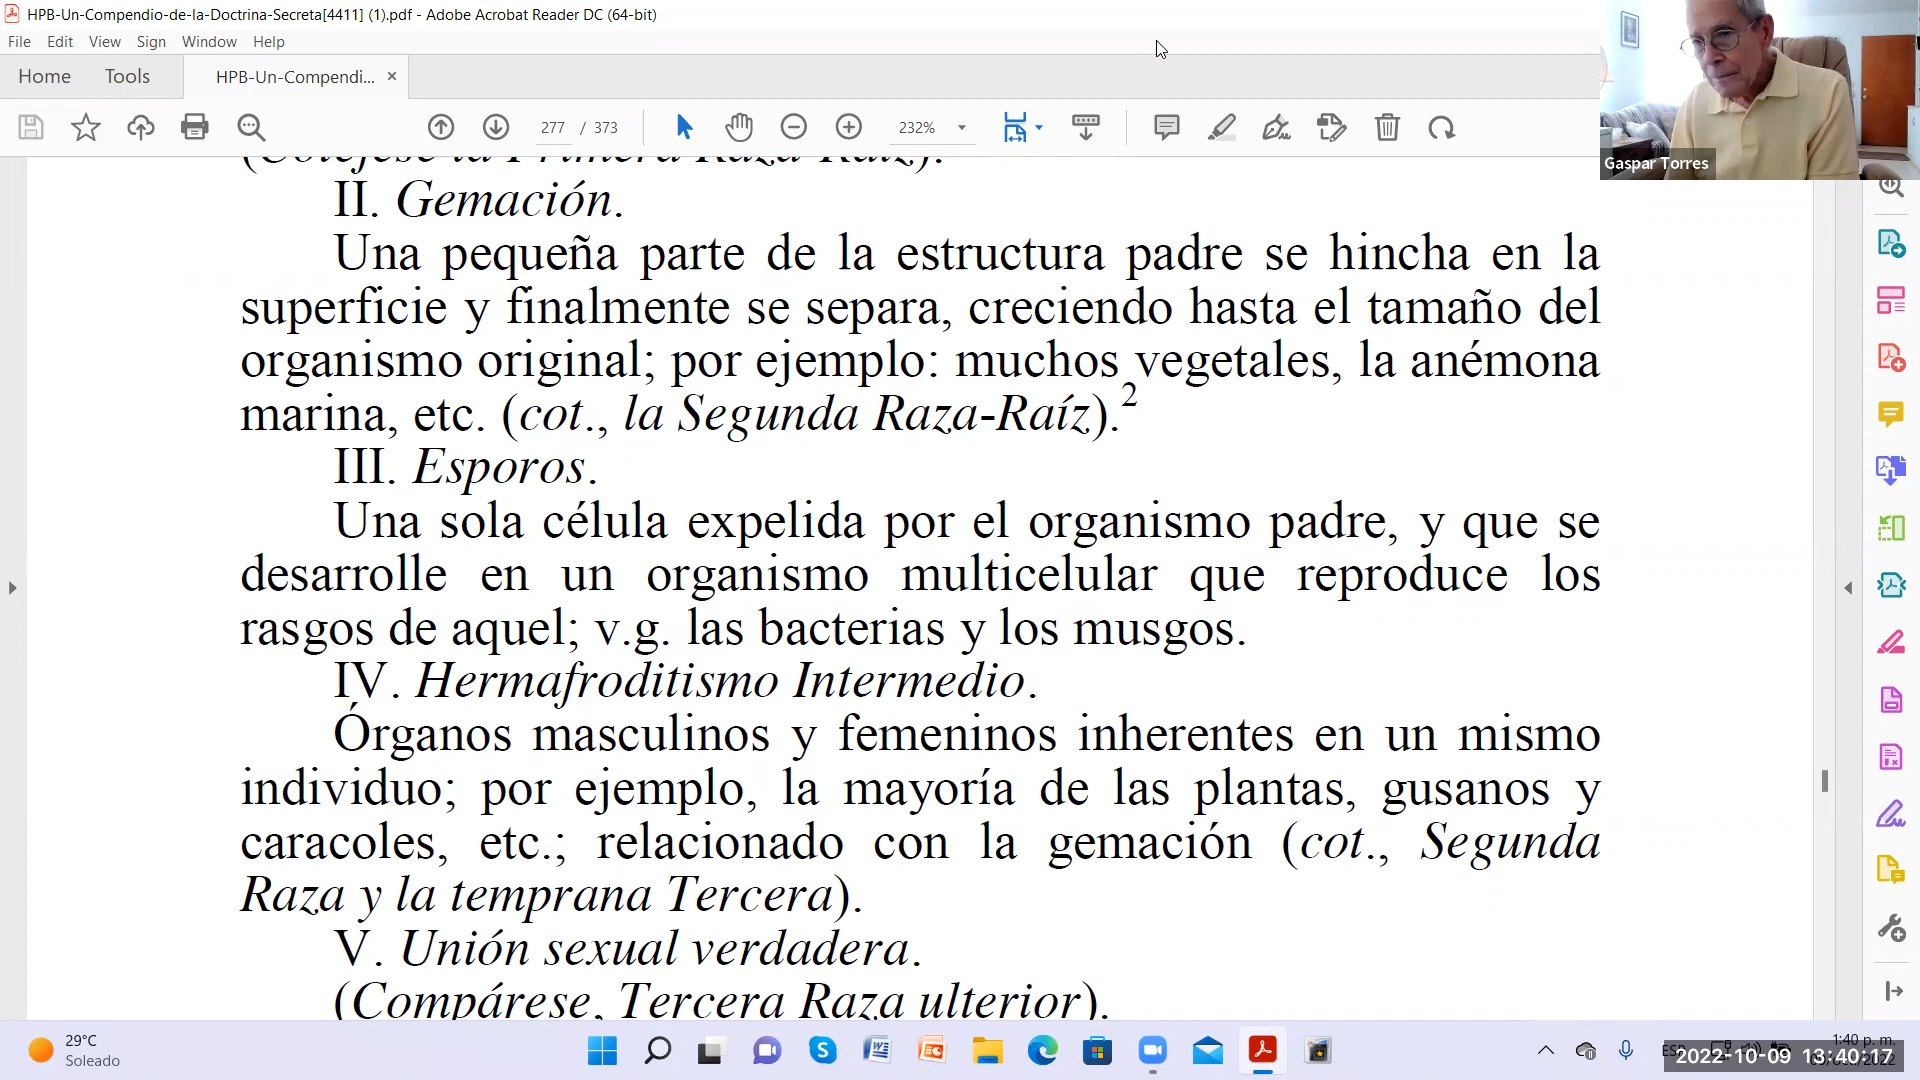 HPB-Un-Compendio-de-la-Doctrina-Secreta[4411] (1).pdf - Adobe Acrobat Reader DC (64-bit)
File Edit View Sign Window Help
Home Tools HPB-Un-Compendi... ×
277 / 373 232%
Gaspar Torres
(Cotéjese la Primera Raza-Raíz).
II. Gemación.
Una pequeña parte de la estructura padre se hincha en la
superficie y finalmente se separa, creciendo hasta el tamaño del
organismo original; por ejemplo: muchos vegetales, la anémona
marina, etc. (cot., la Segunda Raza-Raíz).2
III. Esporos.
Una sola célula expelida por el organismo padre, y que se
desarrolle en un organismo multicelular que reproduce los
rasgos de aquel; v.g. las bacterias y los musgos.
IV. Hermafroditismo Intermedio.
Órganos masculinos y femeninos inherentes en un mismo
individuo; por ejemplo, la mayoría de las plantas, gusanos y
caracoles, etc.; relacionado con la gemación (cot., Segunda
Raza y la temprana Tercera).
V. Unión sexual verdadera.
(Compárese, Tercera Raza ulterior).
29°C
Soleado
1:40 p. m.
2022-10-09 13:40:17